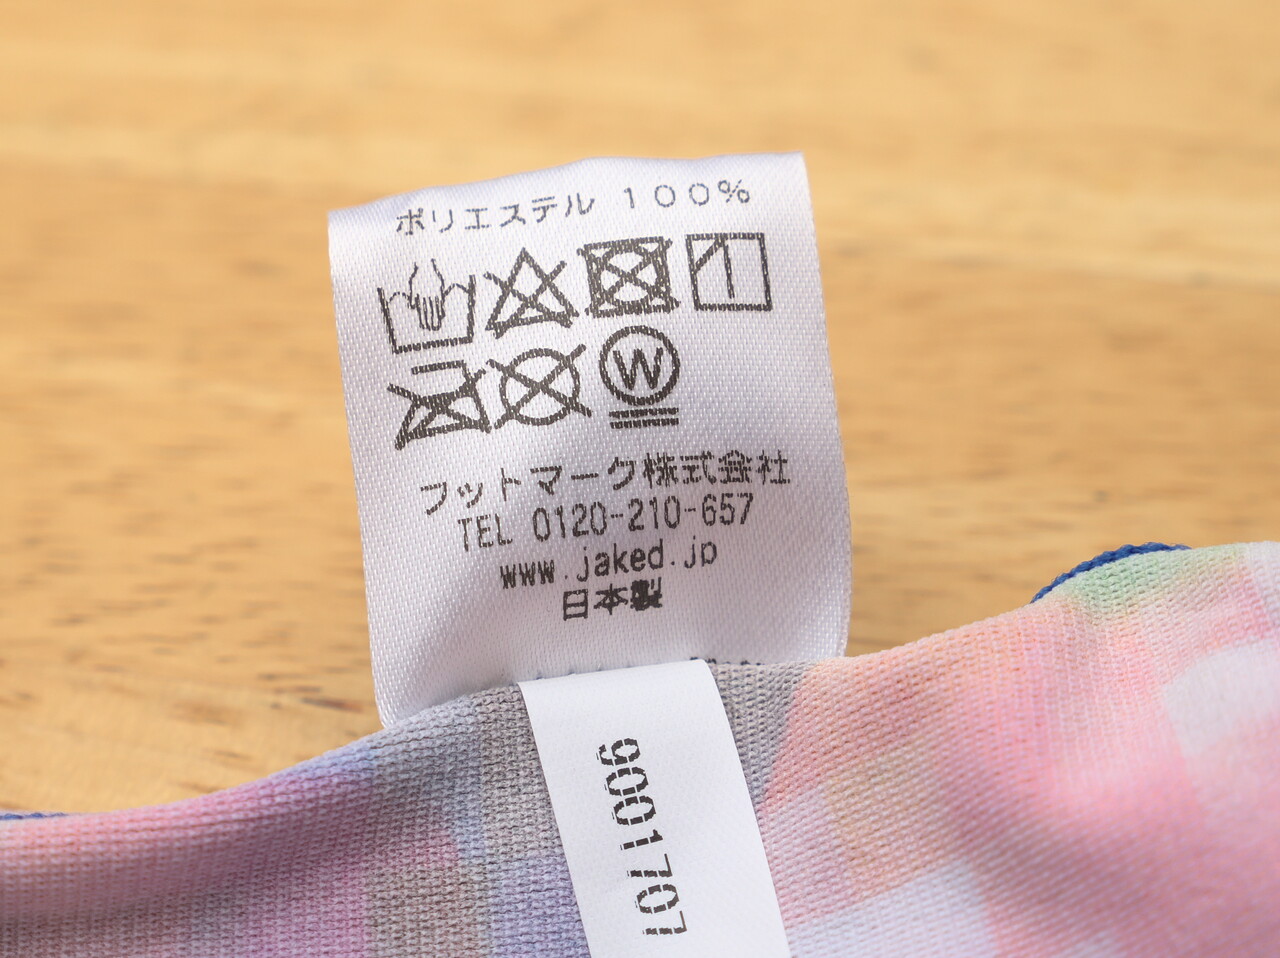 ポリエステル 100%
W
フットマーク株式会社
TEL 0120-210-657
www.jaked.jp
日本製
9001707